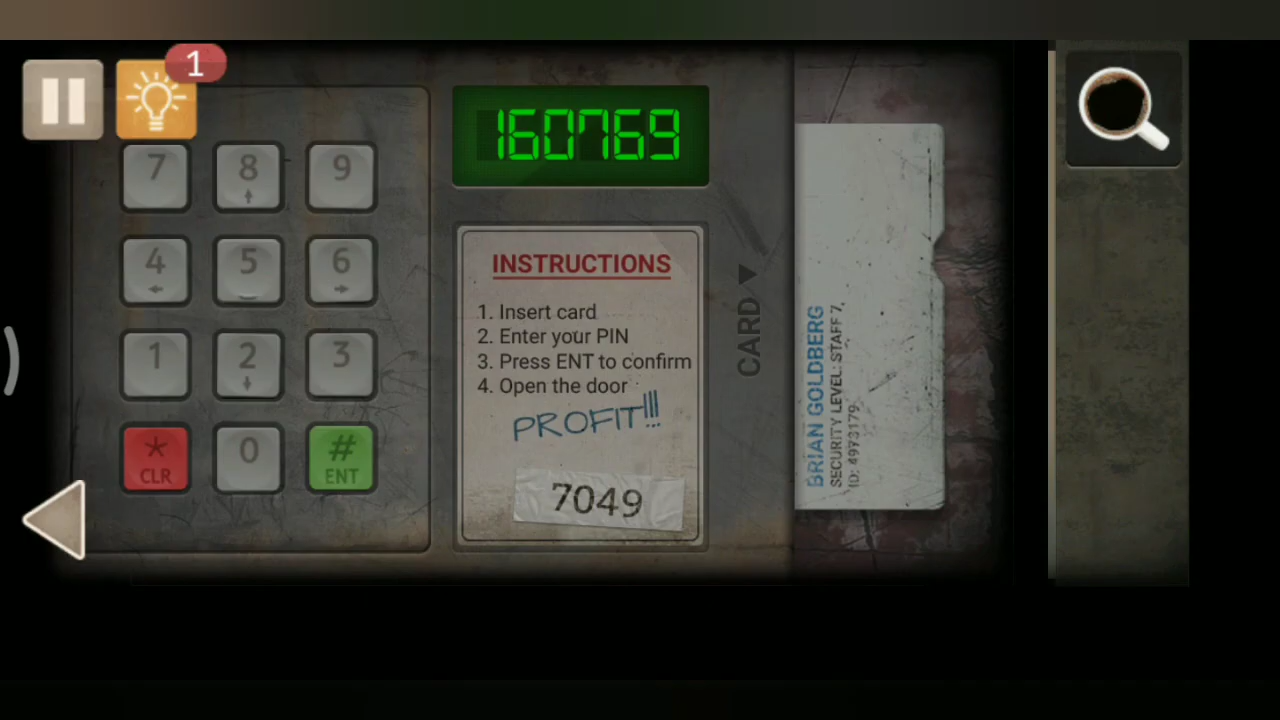 1
160769
7 8 9
4 5 6
1 2 3
* 0 #
CLR ENT
INSTRUCTIONS
1. Insert card
2. Enter your PIN
3. Press ENT to confirm
4. Open the door
PROFIT!!!
7049
CARD
BRIAN GOLDBERG
SECURITY LEVEL: STAFF 7,
ID: 4973179